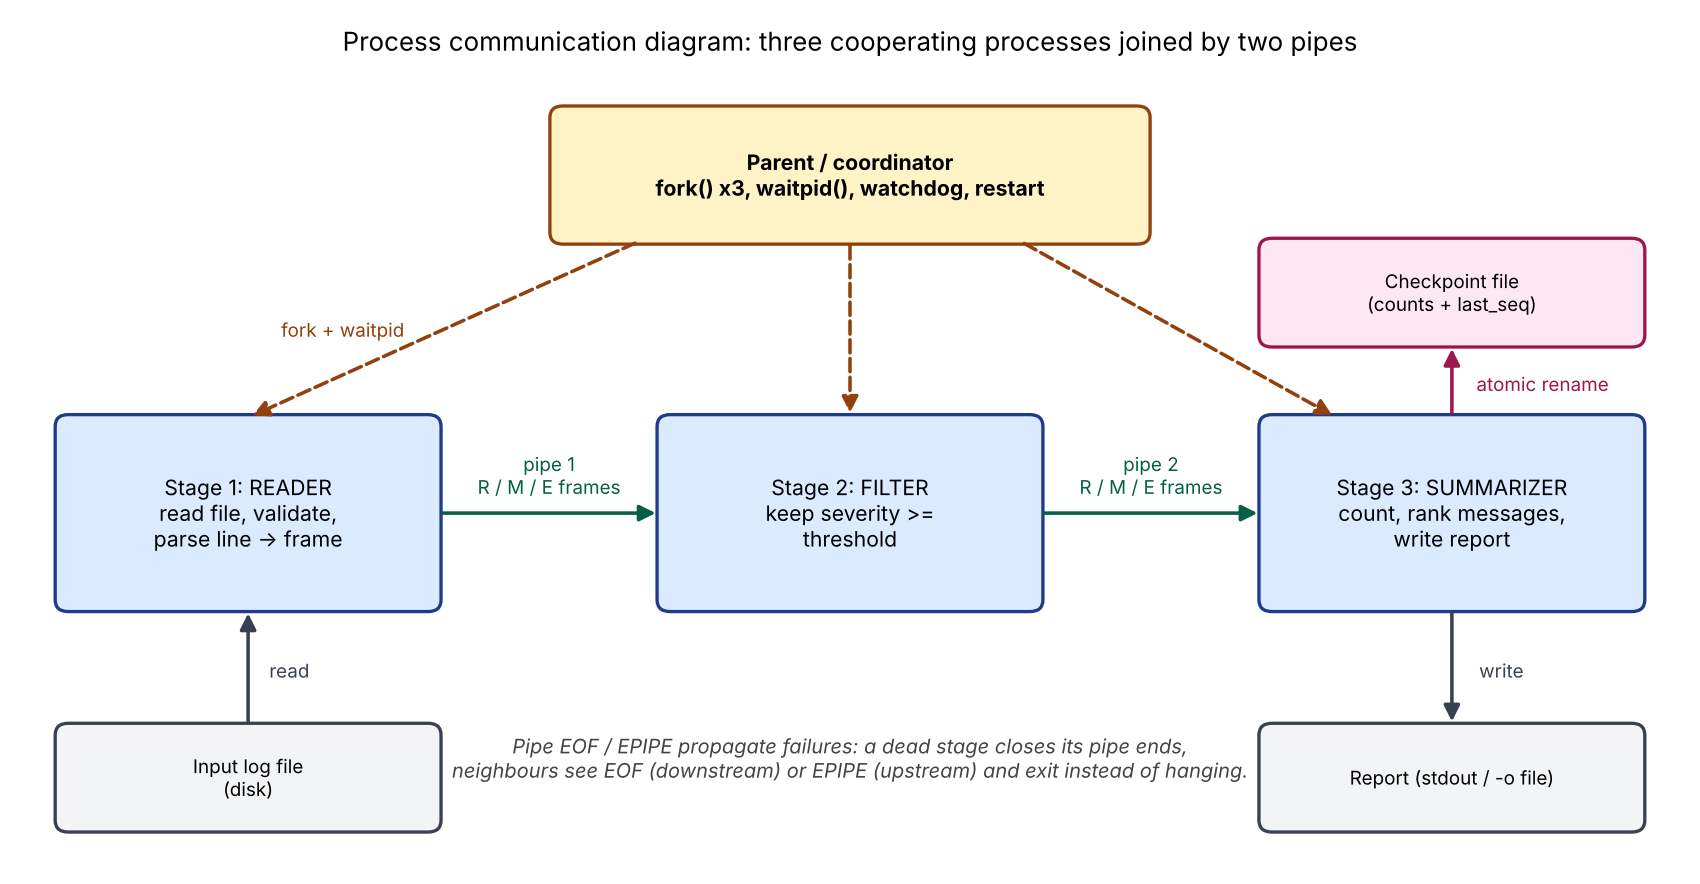 Process communication diagram: three cooperating processes joined by two pipes
Parent / coordinator
fork() x3, waitpid(), watchdog, restart
Checkpoint file
(counts + last_seq)
fork + waitpid
atomic rename
Stage 1: READER
read file, validate,
parse line → frame
pipe 1
R / M / E frames
Stage 2: FILTER
keep severity >=
threshold
pipe 2
R / M / E frames
Stage 3: SUMMARIZER
count, rank messages,
write report
read
write
Input log file
(disk)
Pipe EOF / EPIPE propagate failures: a dead stage closes its pipe ends,
neighbours see EOF (downstream) or EPIPE (upstream) and exit instead of hanging.
Report (stdout / -o file)